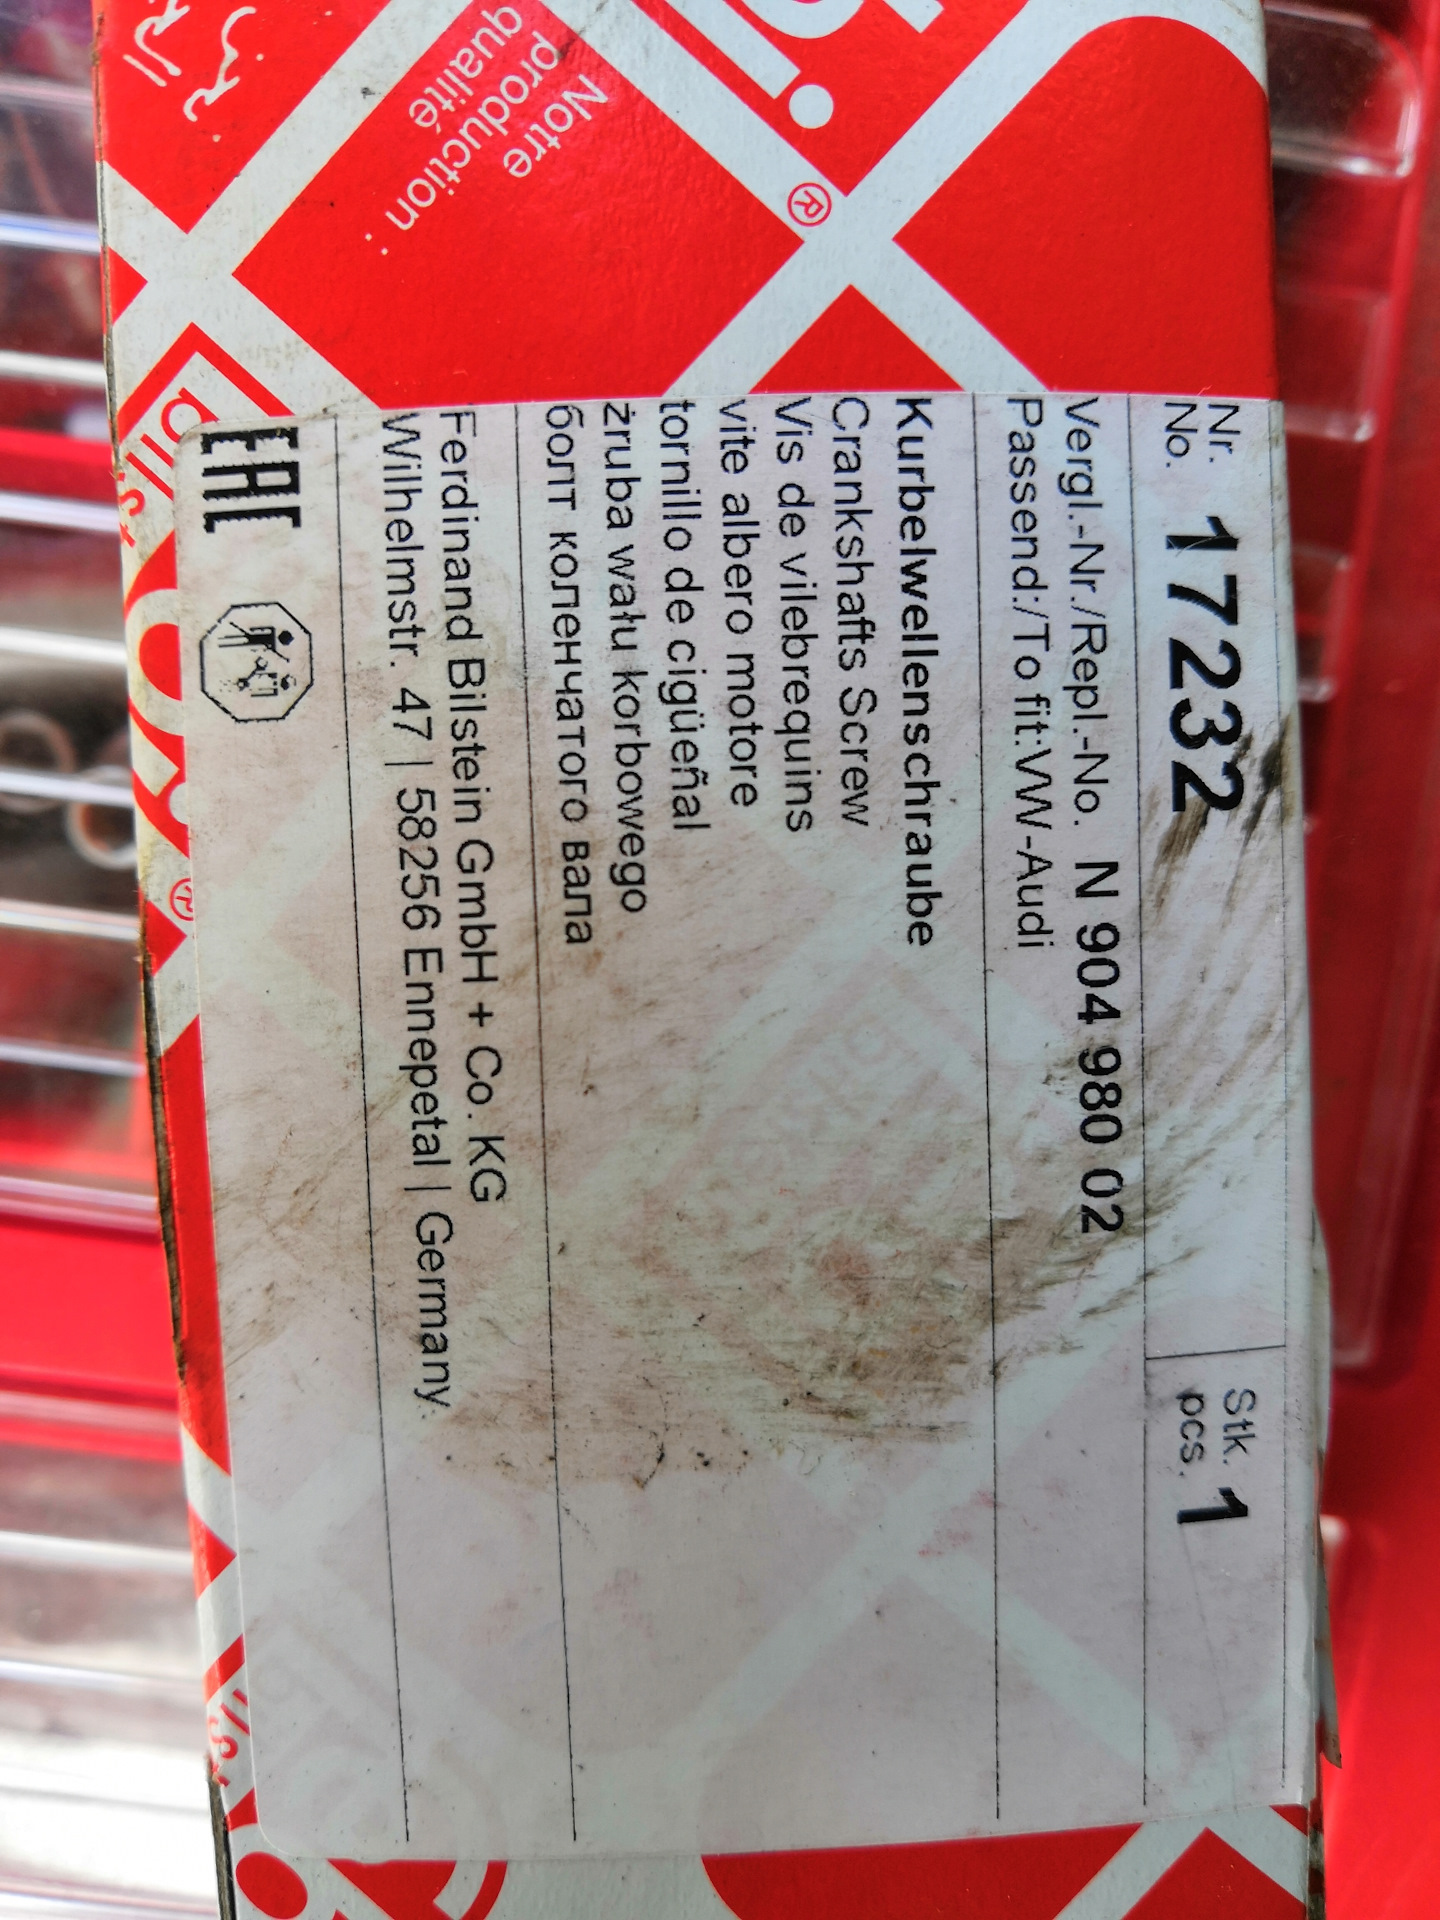 Notre
production :
qualité
bi
®
Nr.
No. 17232
Stk.
pcs. 1
Vergl.-Nr./Repl.-No. N 904 980 02
Passend:/To fit:VW-Audi
Kurbelwellenschraube
Crankshafts Screw
Vis de vilebrequins
vite albero motore
tornillo de cigüeñal
żruba wału korbowego
болт коленчатого вала
Ferdinand Bilstein GmbH + Co. KG
Wilhelmstr. 47 | 58256 Ennepetal | Germany
EAC
®